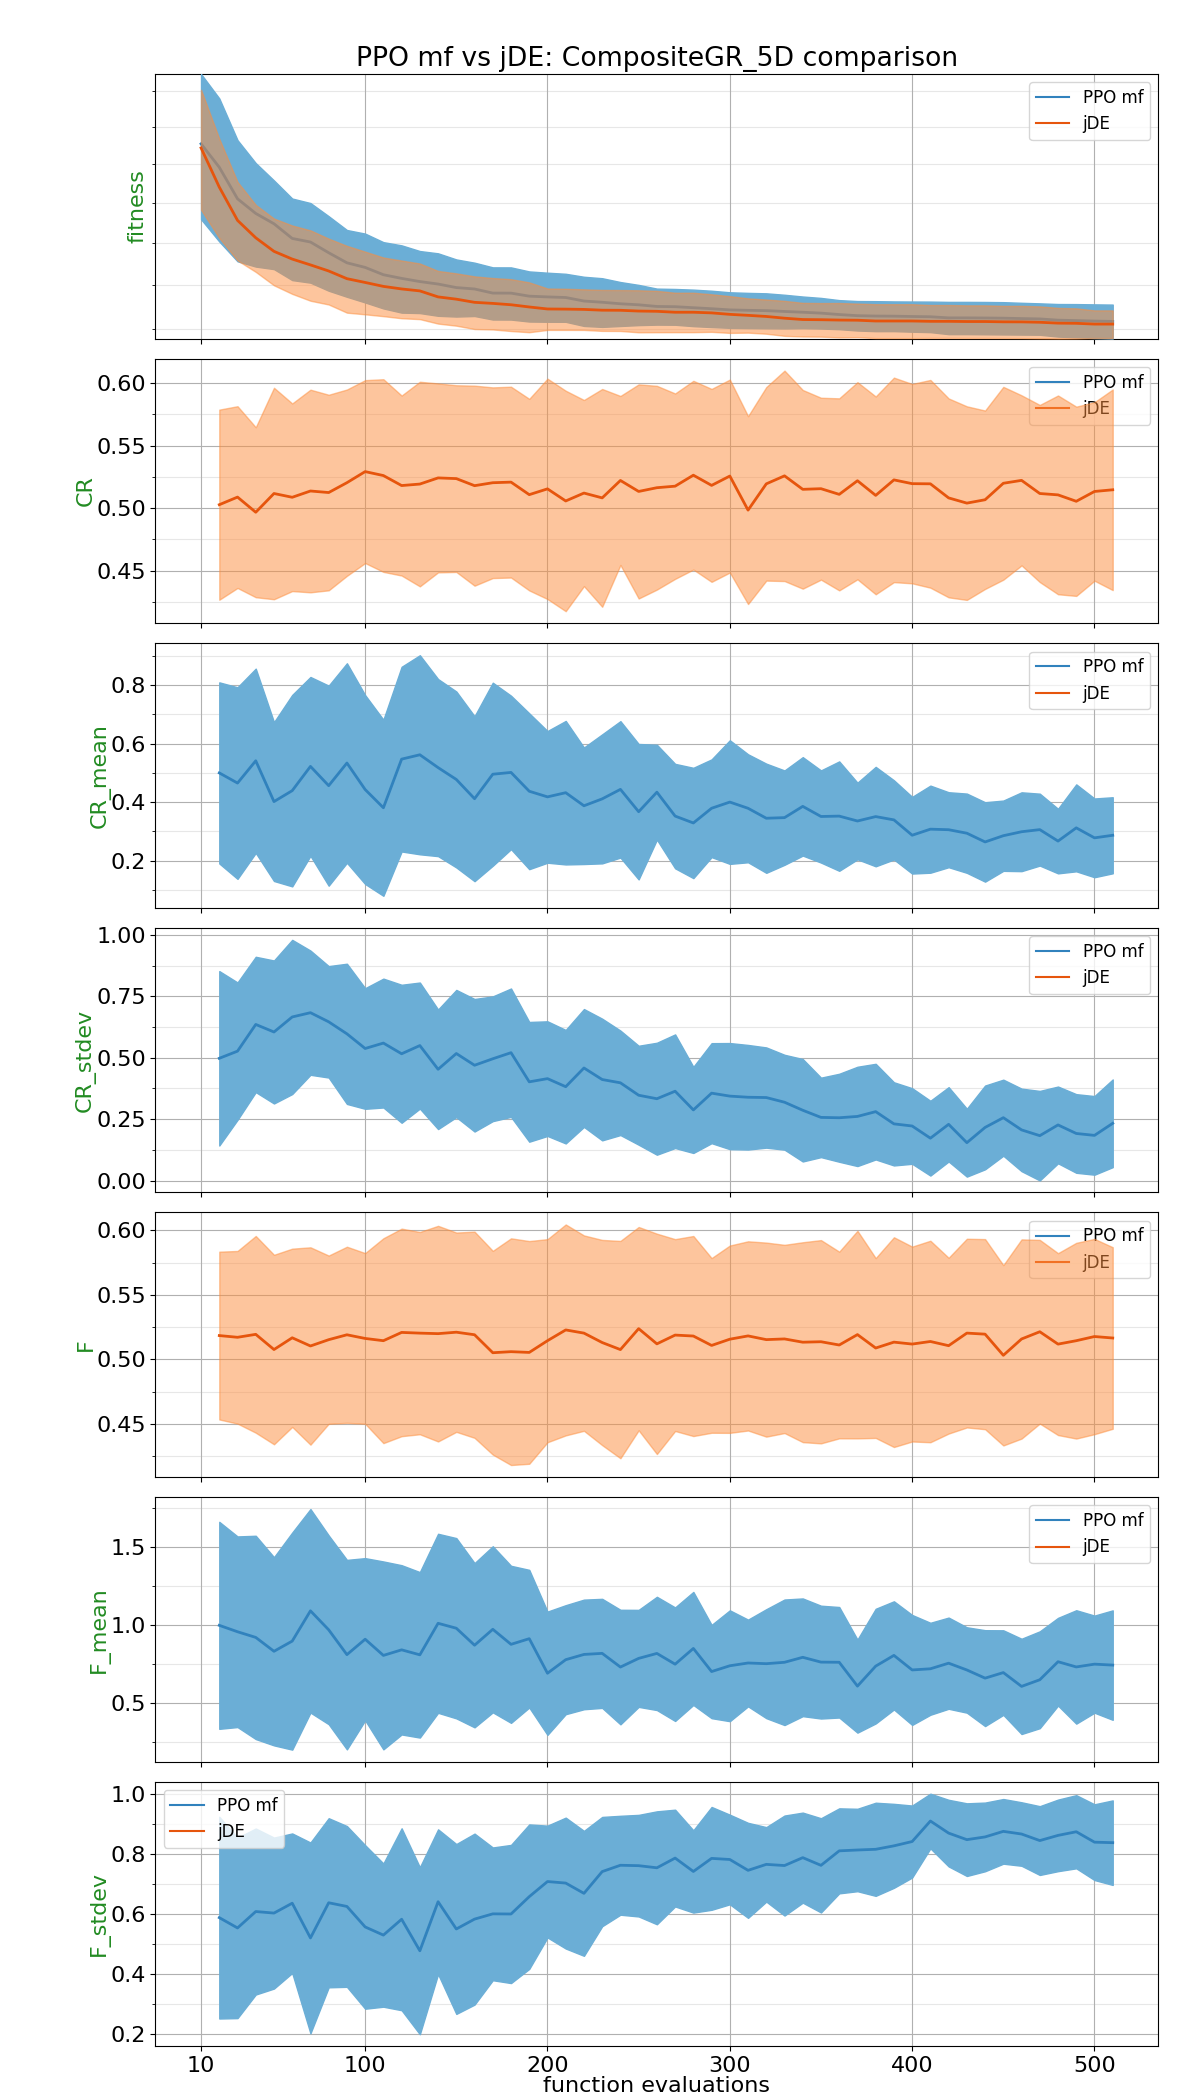 PPO mf vs jDE: CompositeGR_5D comparison
fitness
PPO mf
jDE
CR
0.60
0.55
0.50
0.45
PPO mf
jDE
CR_mean
0.8
0.6
0.4
0.2
PPO mf
jDE
CR_stdev
1.00
0.75
0.50
0.25
0.00
PPO mf
jDE
F
0.60
0.55
0.50
0.45
PPO mf
jDE
F_mean
1.5
1.0
0.5
PPO mf
jDE
F_stdev
1.0
0.8
0.6
0.4
0.2
PPO mf
jDE
10 100 200 300 400 500
function evaluations